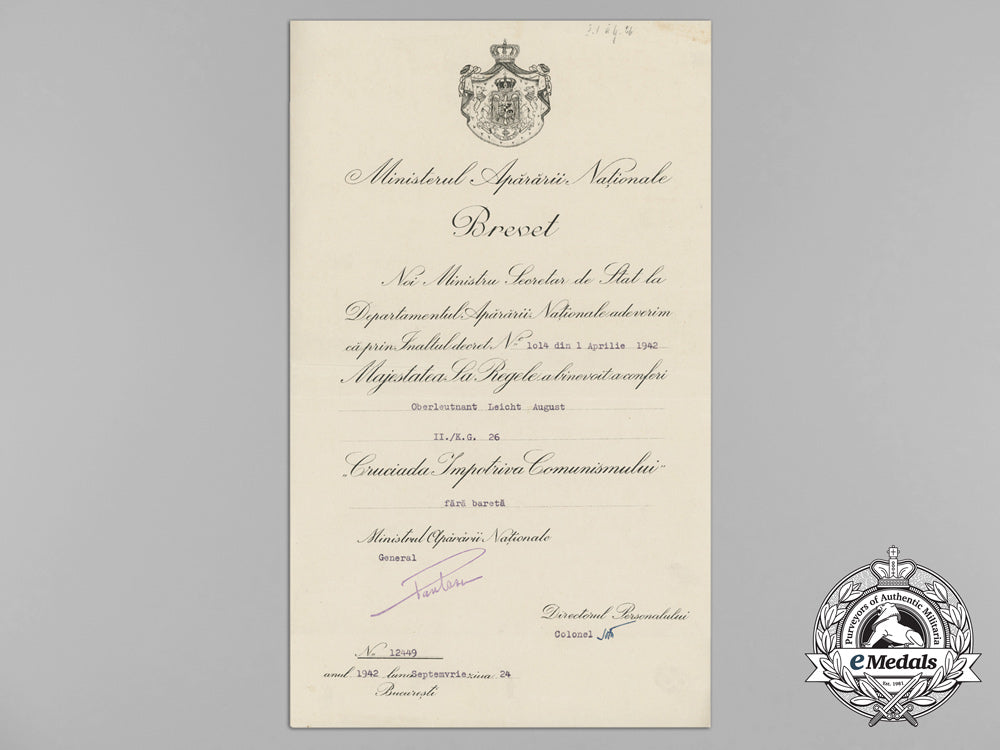 Ministerul Apărării Naționale
Brevet
Noi Ministru Secretar de Stat la
Departamentul Apărării Naționale adeverim
că prin Inaltul decret No 1014 din 1 Aprilie 1942
Majestatea Sa Regele a binevoit a conferi
Oberleutnant Leicht August
II./K.G. 26
„Cruciada Impotriva Comunismului"
fără baretă
Ministrul Apărării Naționale
General
Directorul Personalului
Colonel
No 12449
anul 1942 luna Septemvrie ziua 24
București
Purveyors of Authentic Militaria
eMedals
Est. 1981